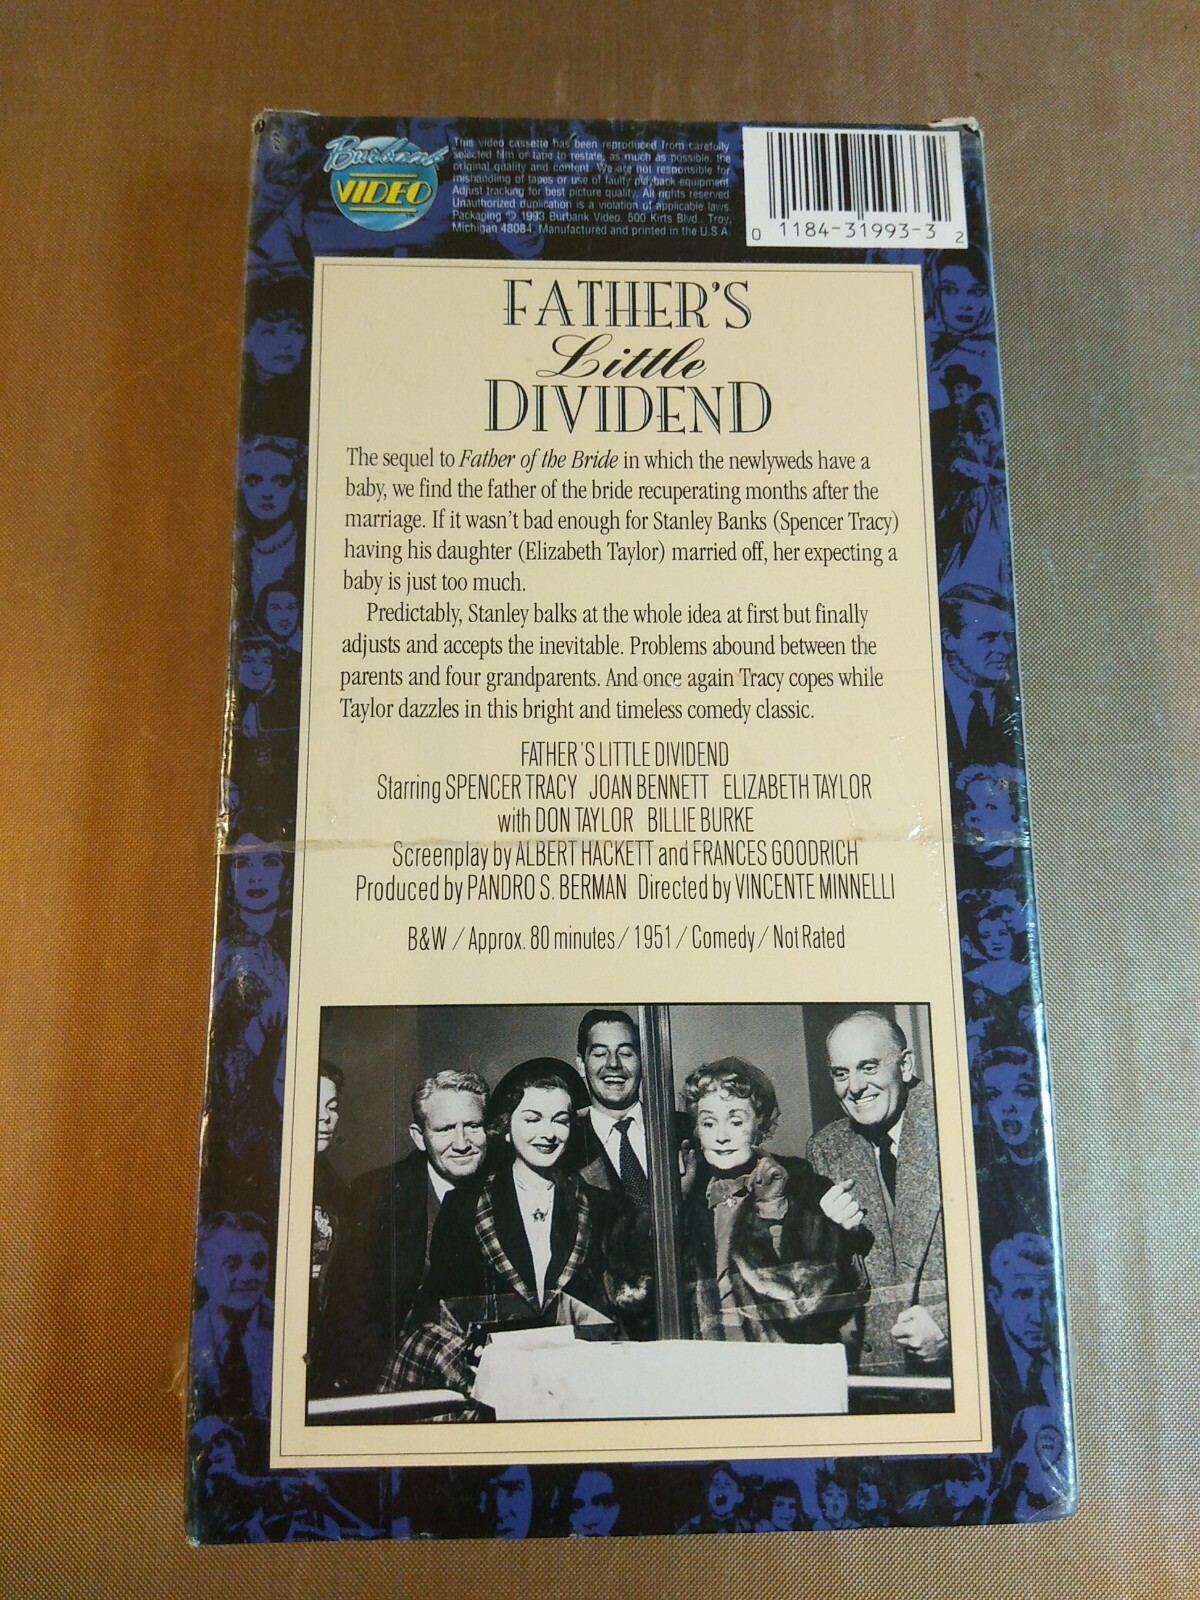 Burbank
VIDEO
TM
This video cassette has been reproduced from carefully
selected film or tape to restate, as much as possible, the
original quality and content. We are not responsible for
mishandling of tapes or use of faulty playback equipment.
Adjust tracking for best picture quality. All rights reserved.
Unauthorized duplication is a violation of applicable laws.
Packaging © 1993 Burbank Video. 500 Kirts Blvd., Troy,
Michigan 48084. Manufactured and printed in the U.S.A.
0 1184-31993-3 2
FATHER'S
Little
DIVIDEND
The sequel to Father of the Bride in which the newlyweds have a
baby, we find the father of the bride recuperating months after the
marriage. If it wasn't bad enough for Stanley Banks (Spencer Tracy)
having his daughter (Elizabeth Taylor) married off, her expecting a
baby is just too much.
Predictably, Stanley balks at the whole idea at first but finally
adjusts and accepts the inevitable. Problems abound between the
parents and four grandparents. And once again Tracy copes while
Taylor dazzles in this bright and timeless comedy classic.
FATHER'S LITTLE DIVIDEND
Starring SPENCER TRACY JOAN BENNETT ELIZABETH TAYLOR
with DON TAYLOR BILLIE BURKE
Screenplay by ALBERT HACKETT and FRANCES GOODRICH
Produced by PANDRO S. BERMAN Directed by VINCENTE MINNELLI
B&W / Approx. 80 minutes / 1951 / Comedy / Not Rated